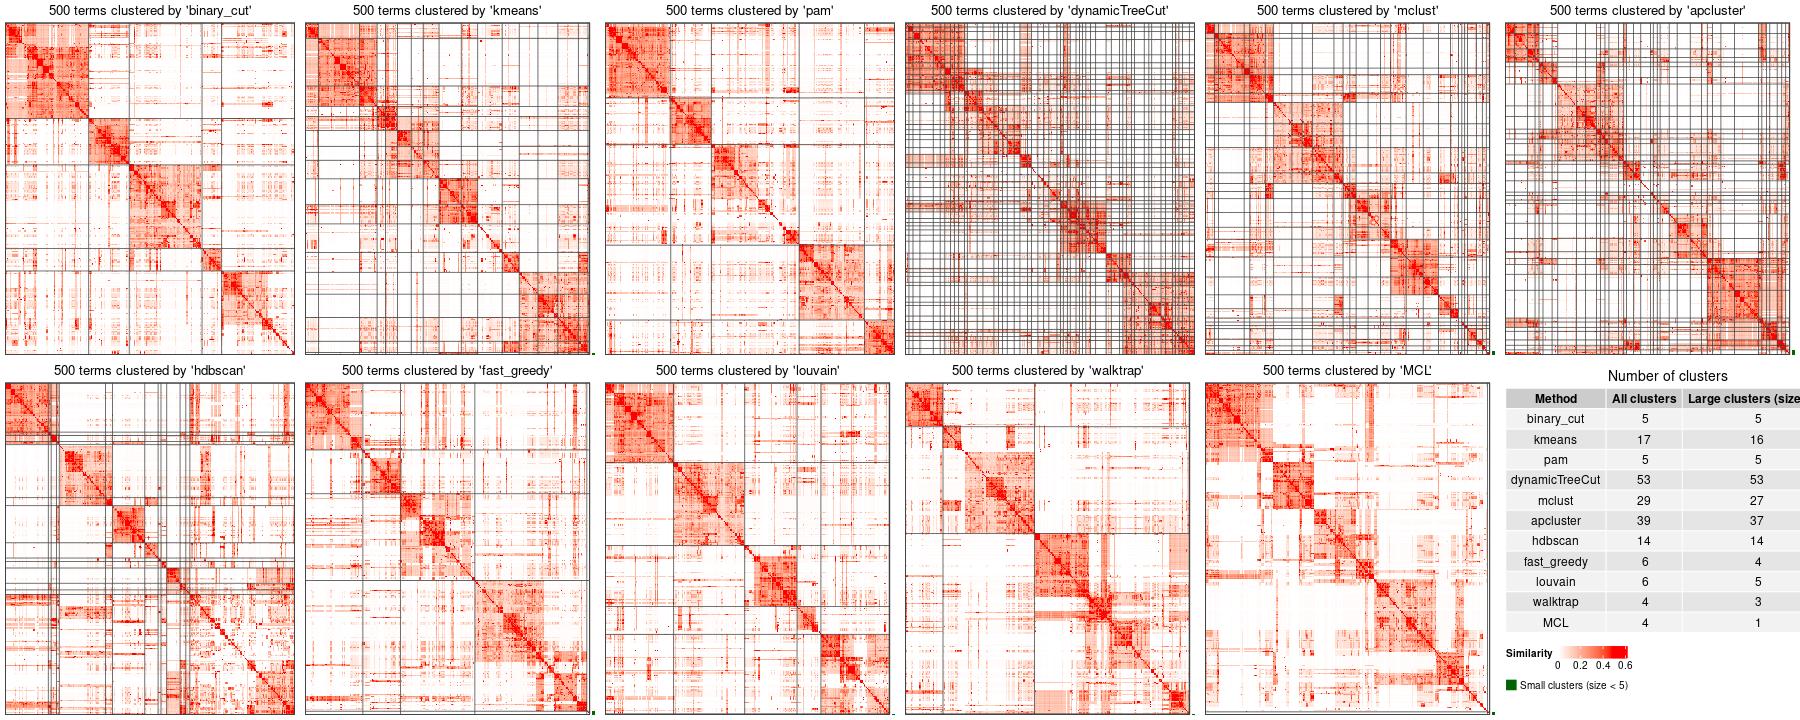 500 terms clustered by 'binary_cut'
500 terms clustered by 'kmeans'
500 terms clustered by 'pam'
500 terms clustered by 'dynamicTreeCut'
500 terms clustered by 'mclust'
500 terms clustered by 'apcluster'
500 terms clustered by 'hdbscan'
500 terms clustered by 'fast_greedy'
500 terms clustered by 'louvain'
500 terms clustered by 'walktrap'
500 terms clustered by 'MCL'
Number of clusters
Method All clusters Large clusters (size
binary_cut 5 5
kmeans 17 16
pam 5 5
dynamicTreeCut 53 53
mclust 29 27
apcluster 39 37
hdbscan 14 14
fast_greedy 6 4
louvain 6 5
walktrap 4 3
MCL 4 1
Similarity
0 0.2 0.4 0.6
Small clusters (size < 5)